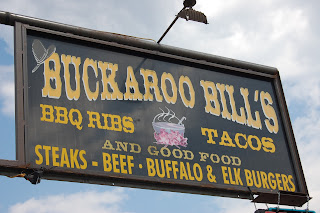 BUCKAROO BILL'S
BBQ RIBS TACOS
AND GOOD FOOD
STEAKS - BEEF · BUFFALO & ELK BURGERS